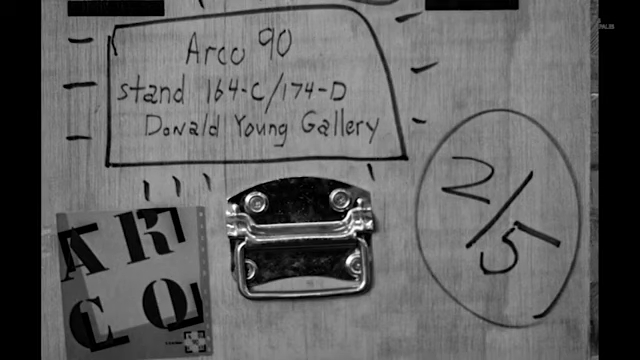 Arco 90
stand 164-C/174-D
Donald Young Gallery
2/5
AR
CO